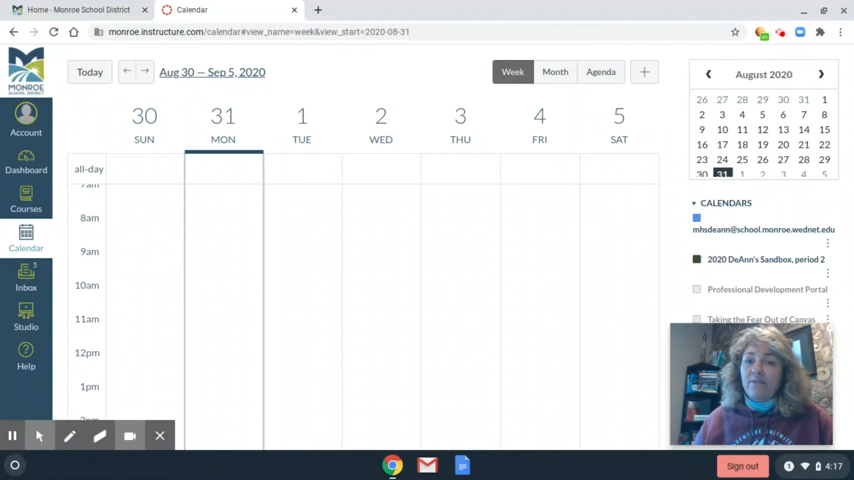 Home - Monroe School District
Calendar
monroe.instructure.com/calendar#view_name=week&view_start=2020-08-31
MONROE
SCHOOL DISTRICT
Account
Dashboard
Courses
Calendar
5
Inbox
Studio
Help
Today
Aug 30 — Sep 5, 2020
Week
Month
Agenda
30 31 1 2 3 4 5
SUN MON TUE WED THU FRI SAT
all-day
7am
8am
9am
10am
11am
12pm
1pm
2pm
August 2020
26 27 28 29 30 31 1
2 3 4 5 6 7 8
9 10 11 12 13 14 15
16 17 18 19 20 21 22
23 24 25 26 27 28 29
30 31 1 2 3 4 5
CALENDARS
mhsdeann@school.monroe.wednet.edu
2020 DeAnn's Sandbox, period 2
Professional Development Portal
Taking the Fear Out of Canvas
Sign out
1
4:17